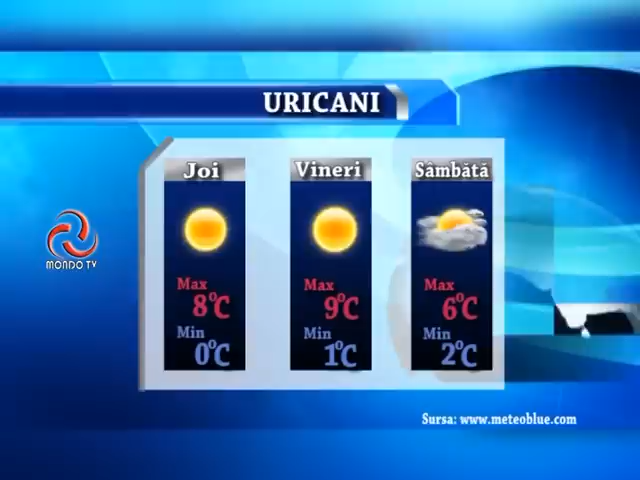 URICANI
Joi
Vineri
Sâmbătă
MONDO TV
Max
8°C
Min
0°C
Max
9°C
Min
1°C
Max
6°C
Min
2°C
Sursa: www.meteoblue.com